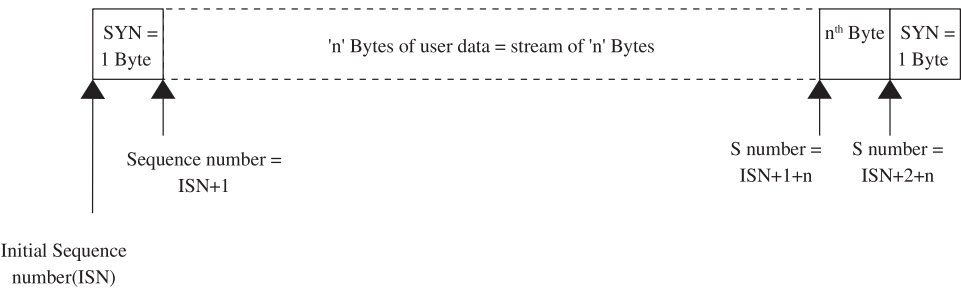 SYN =
1 Byte
'n' Bytes of user data = stream of 'n' Bytes
nth Byte
SYN =
1 Byte
Sequence number =
ISN+1
S number =
ISN+1+n
S number =
ISN+2+n
Initial Sequence
number(ISN)